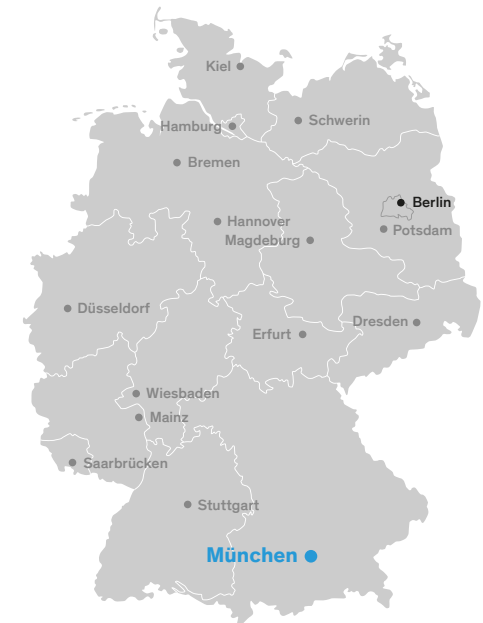 Kiel
Schwerin
Hamburg
Bremen
Berlin
Hannover
Potsdam
Magdeburg
Düsseldorf
Dresden
Erfurt
Wiesbaden
Mainz
Saarbrücken
Stuttgart
München